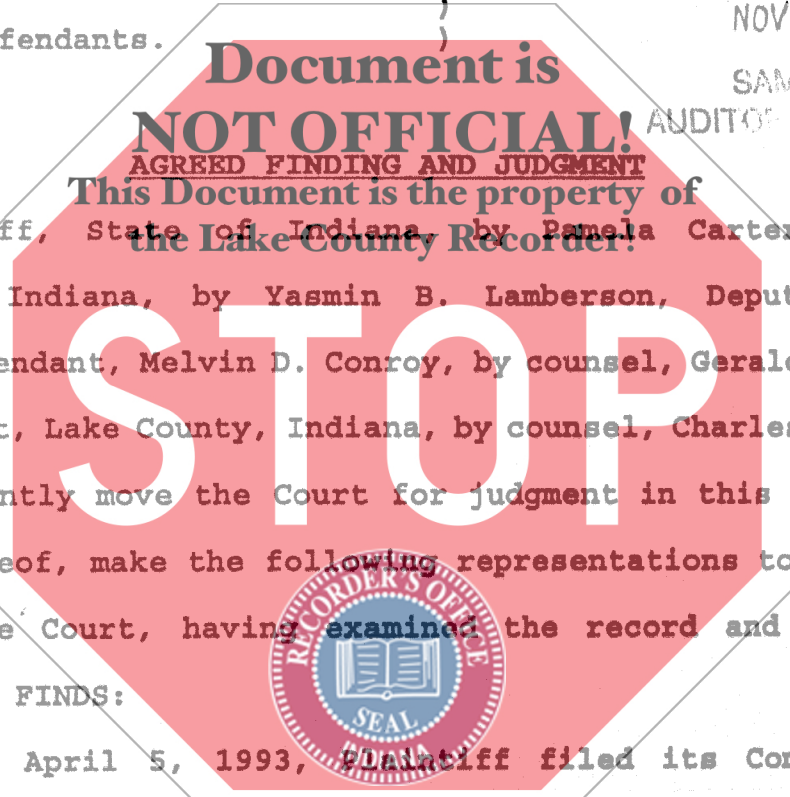 fendants.
)
)
NOV
SAM
AUDITOR
Document is
NOT OFFICIAL!
AGREED FINDING AND JUDGMENT
This Document is the property of
the Lake County Recorder!
ff, State of Indiana, by Pamela Carter
Indiana, by Yasmin B. Lamberson, Deput
endant, Melvin D. Conroy, by counsel, Gerald
t, Lake County, Indiana, by counsel, Charles
STOP
ntly move the Court for judgment in this
eof, make the following representations to
e Court, having examined the record and
FINDS:
April 5, 1993, Plaintiff filed its Com
RECORDER'S OFFICE
SEAL
INDIANA